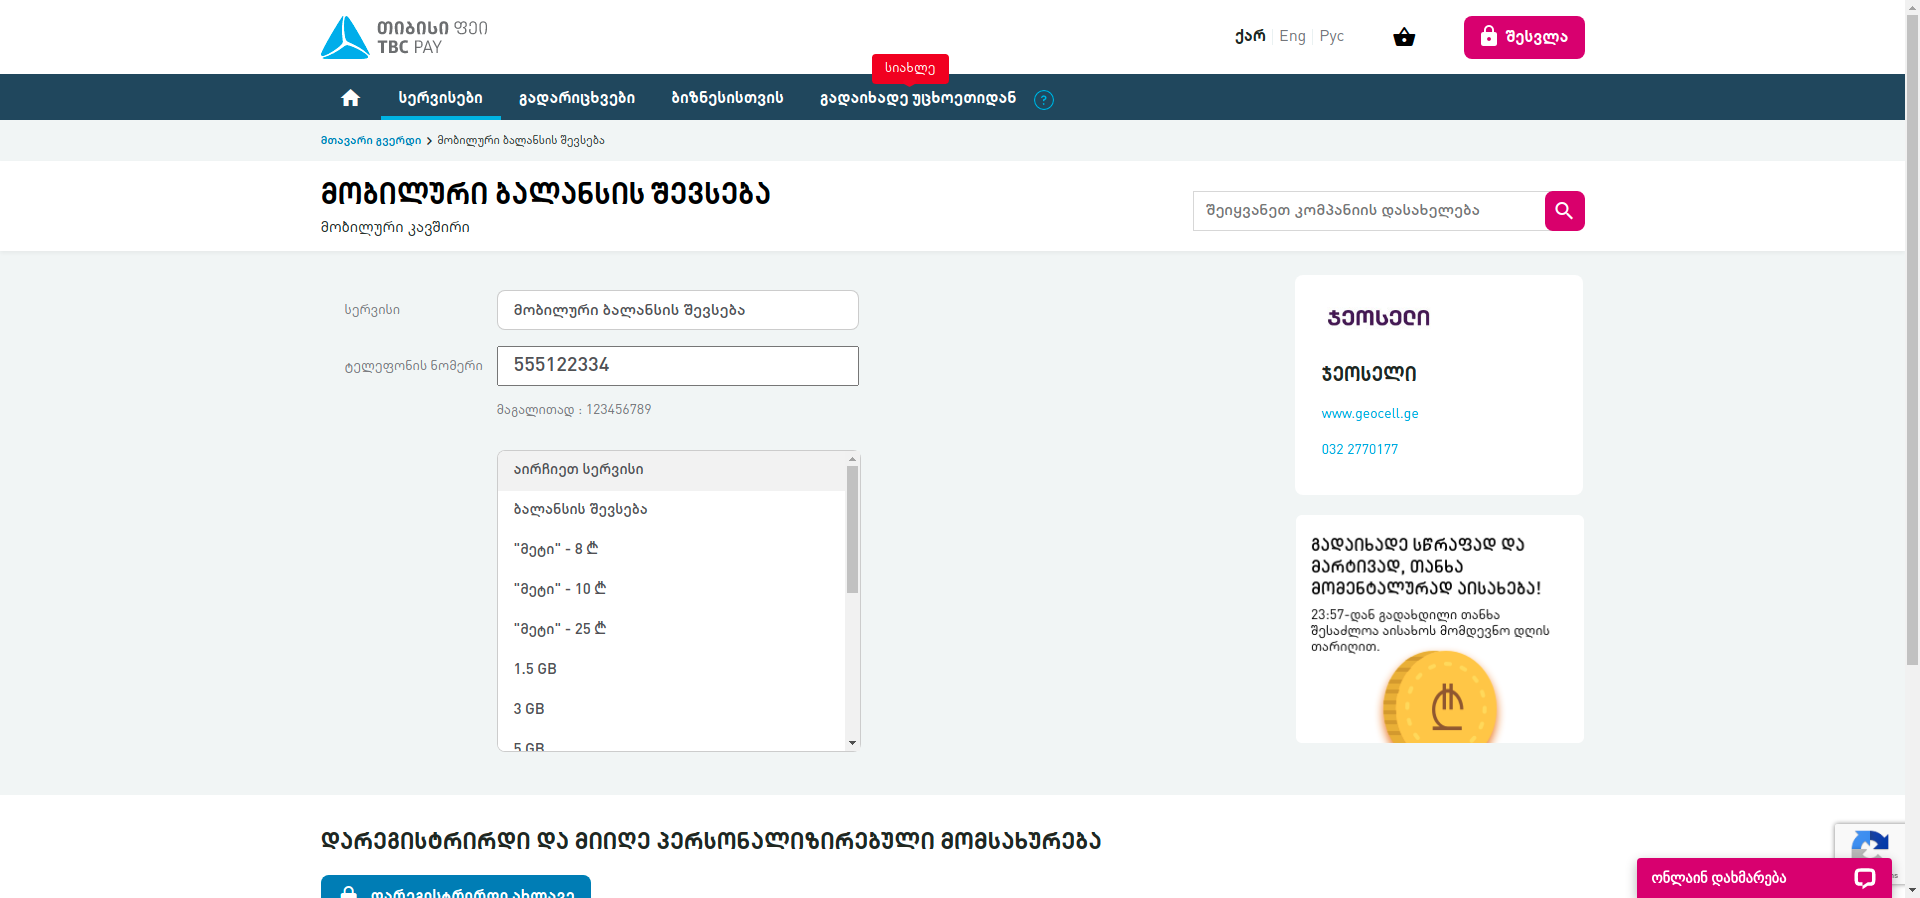 თიბისი ფეი
TBC PAY
ქარ Eng Рус
შესვლა
სიახლე
სერვისები გადარიცხვები ბიზნესისთვის გადაიხადე უცხოეთიდან ?
მთავარი გვერდი > მობილური ბალანსის შევსება
მობილური ბალანსის შევსება
მობილური კავშირი
შეიყვანეთ კომპანიის დასახელება
სერვისი
მობილური ბალანსის შევსება
ტელეფონის ნომერი
555122334
მაგალითად : 123456789
აირჩიეთ სერვისი
ბალანსის შევსება
"მეტი" - 8 ₾
"მეტი" - 10 ₾
"მეტი" - 25 ₾
1.5 GB
3 GB
5 GB
ჯეოსელი
ჯეოსელი
www.geocell.ge
032 2770177
გადაიხადე სწრაფად და
მარტივად, თანხა
მომენტალურად აისახება!
23:57-დან გადახდილი თანხა
შესაძლოა აისახოს მომდევნო დღის
თარიღით.
₾
დარეგისტრირდი და მიიღე პერსონალიზირებული მომსახურება
დარეგისტრირდი ახლავე
ონლაინ დახმარება